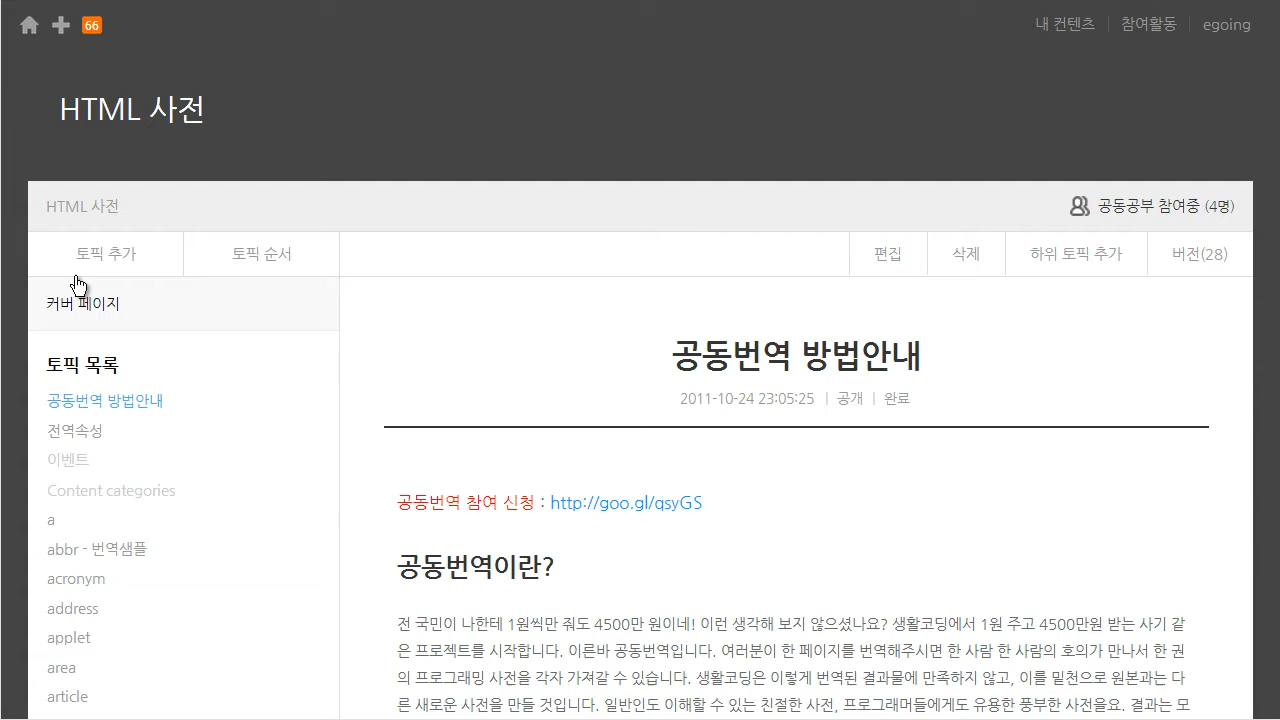 66
내 컨텐츠 참여활동 egoing
HTML 사전
HTML 사전
공동공부 참여중 (4명)
토픽 추가 토픽 순서 편집 삭제 하위 토픽 추가 버전(28)
커버 페이지
토픽 목록
공동번역 방법안내
전역속성
이벤트
Content categories
a
abbr - 번역샘플
acronym
address
applet
area
article
공동번역 방법안내
2011-10-24 23:05:25 | 공개 | 완료
공동번역 참여 신청 : http://goo.gl/qsyGS
공동번역이란?
전 국민이 나한테 1원씩만 줘도 4500만 원이네! 이런 생각해 보지 않으셨나요? 생활코딩에서 1원 주고 4500만원 받는 사기 같
은 프로젝트를 시작합니다. 이른바 공동번역입니다. 여러분이 한 페이지를 번역해주시면 한 사람 한 사람의 호의가 만나서 한 권
의 프로그래밍 사전을 각자 가져갈 수 있습니다. 생활코딩은 이렇게 번역된 결과물에 만족하지 않고, 이를 밑천으로 원본과는 다
른 새로운 사전을 만들 것입니다. 일반인도 이해할 수 있는 친절한 사전, 프로그래머들에게도 유용한 풍부한 사전을요. 결과는 모